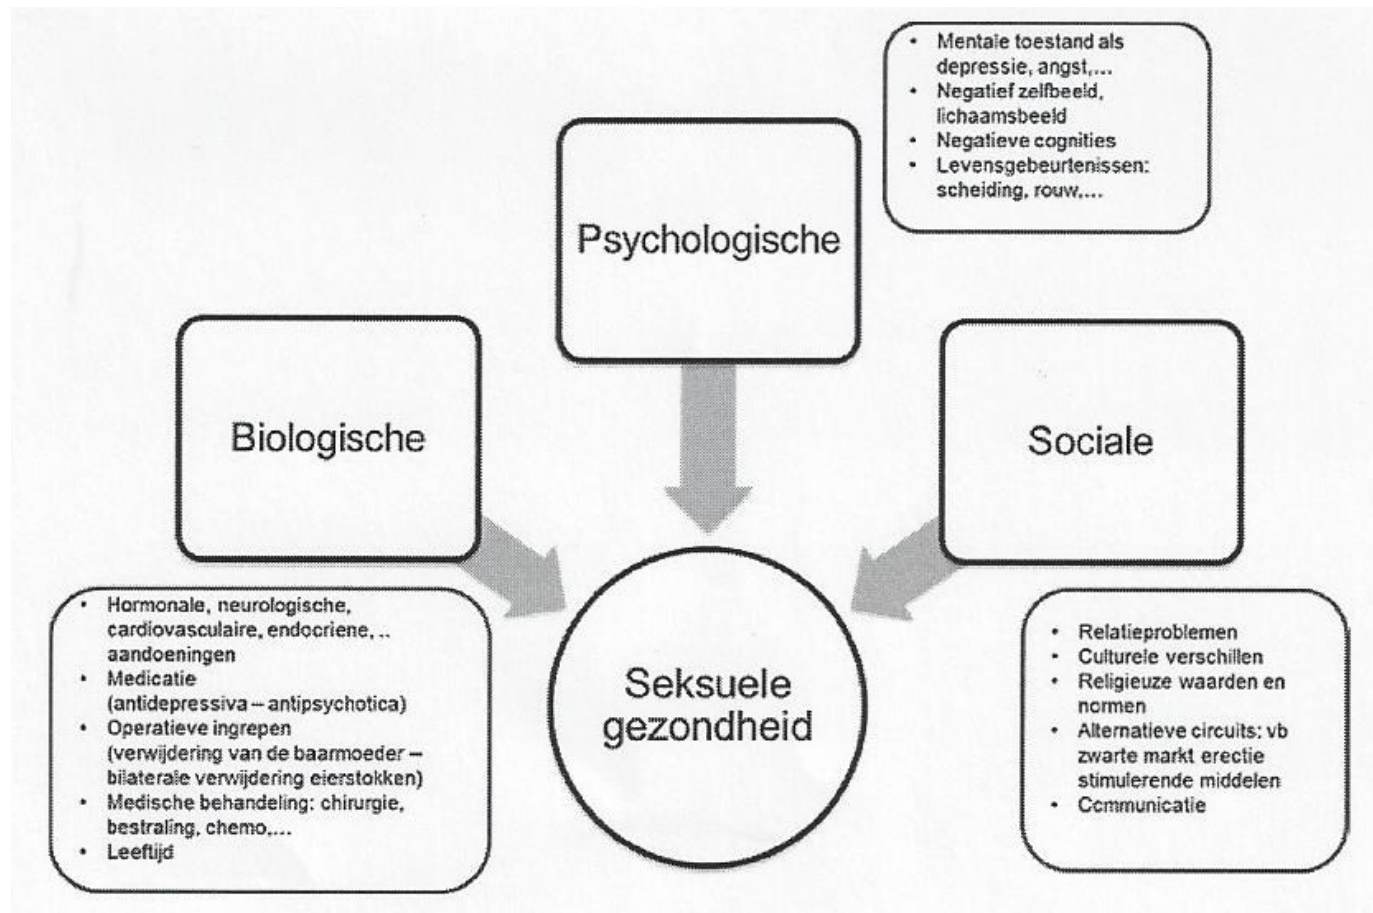 • Mentale toestand als
depressie, angst,...
• Negatief zelfbeeld,
lichaamsbeeld
• Negatieve cognities
• Levensgebeurtenissen:
scheiding, rouw,...
Psychologische
Biologische
Sociale
• Hormonale, neurologische,
cardiovasculaire, endocriene, ..
aandoeningen
• Medicatie
(antidepressiva – antipsychotica)
• Operatieve ingrepen
(verwijdering van de baarmoeder –
bilaterale verwijdering eierstokken)
• Medische behandeling: chirurgie,
bestraling, chemo,...
• Leeftijd
Seksuele
gezondheid
• Relatieproblemen
• Culturele verschillen
• Religieuze waarden en
normen
• Alternatieve circuits: vb
zwarte markt erectie
stimulerende middelen
• Communicatie